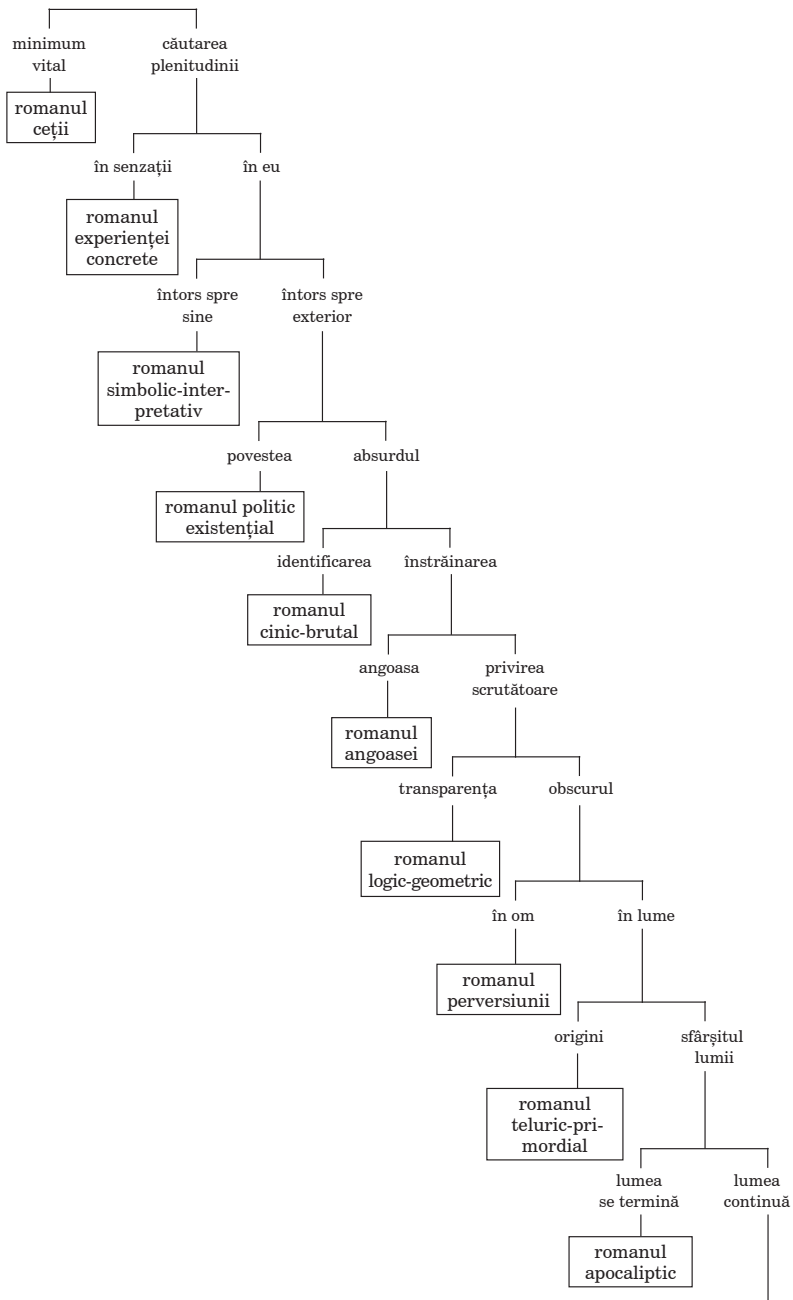 minimum
vital
căutarea
plenitudinii
romanul
ceții
în senzații
în eu
romanul
experienței
concrete
întors spre
sine
întors spre
exterior
romanul
simbolic-inter-
pretativ
povestea
absurdul
romanul politic
existențial
identificarea
înstrăinarea
romanul
cinic-brutal
angoasa
privirea
scrutătoare
romanul
angoasei
transparența
obscurul
romanul
logic-geometric
în om
în lume
romanul
perversiunii
origini
sfârșitul
lumii
romanul
teluric-pri-
mordial
lumea
se termină
lumea
continuă
romanul
apocaliptic